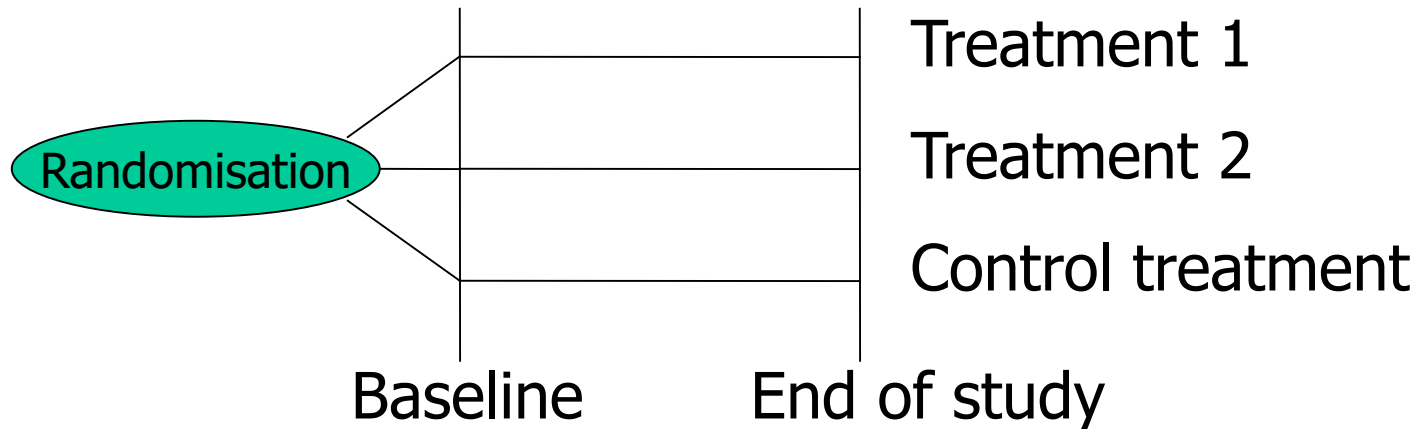 Treatment 1
Randomisation
Treatment 2
Control treatment
Baseline
End of study